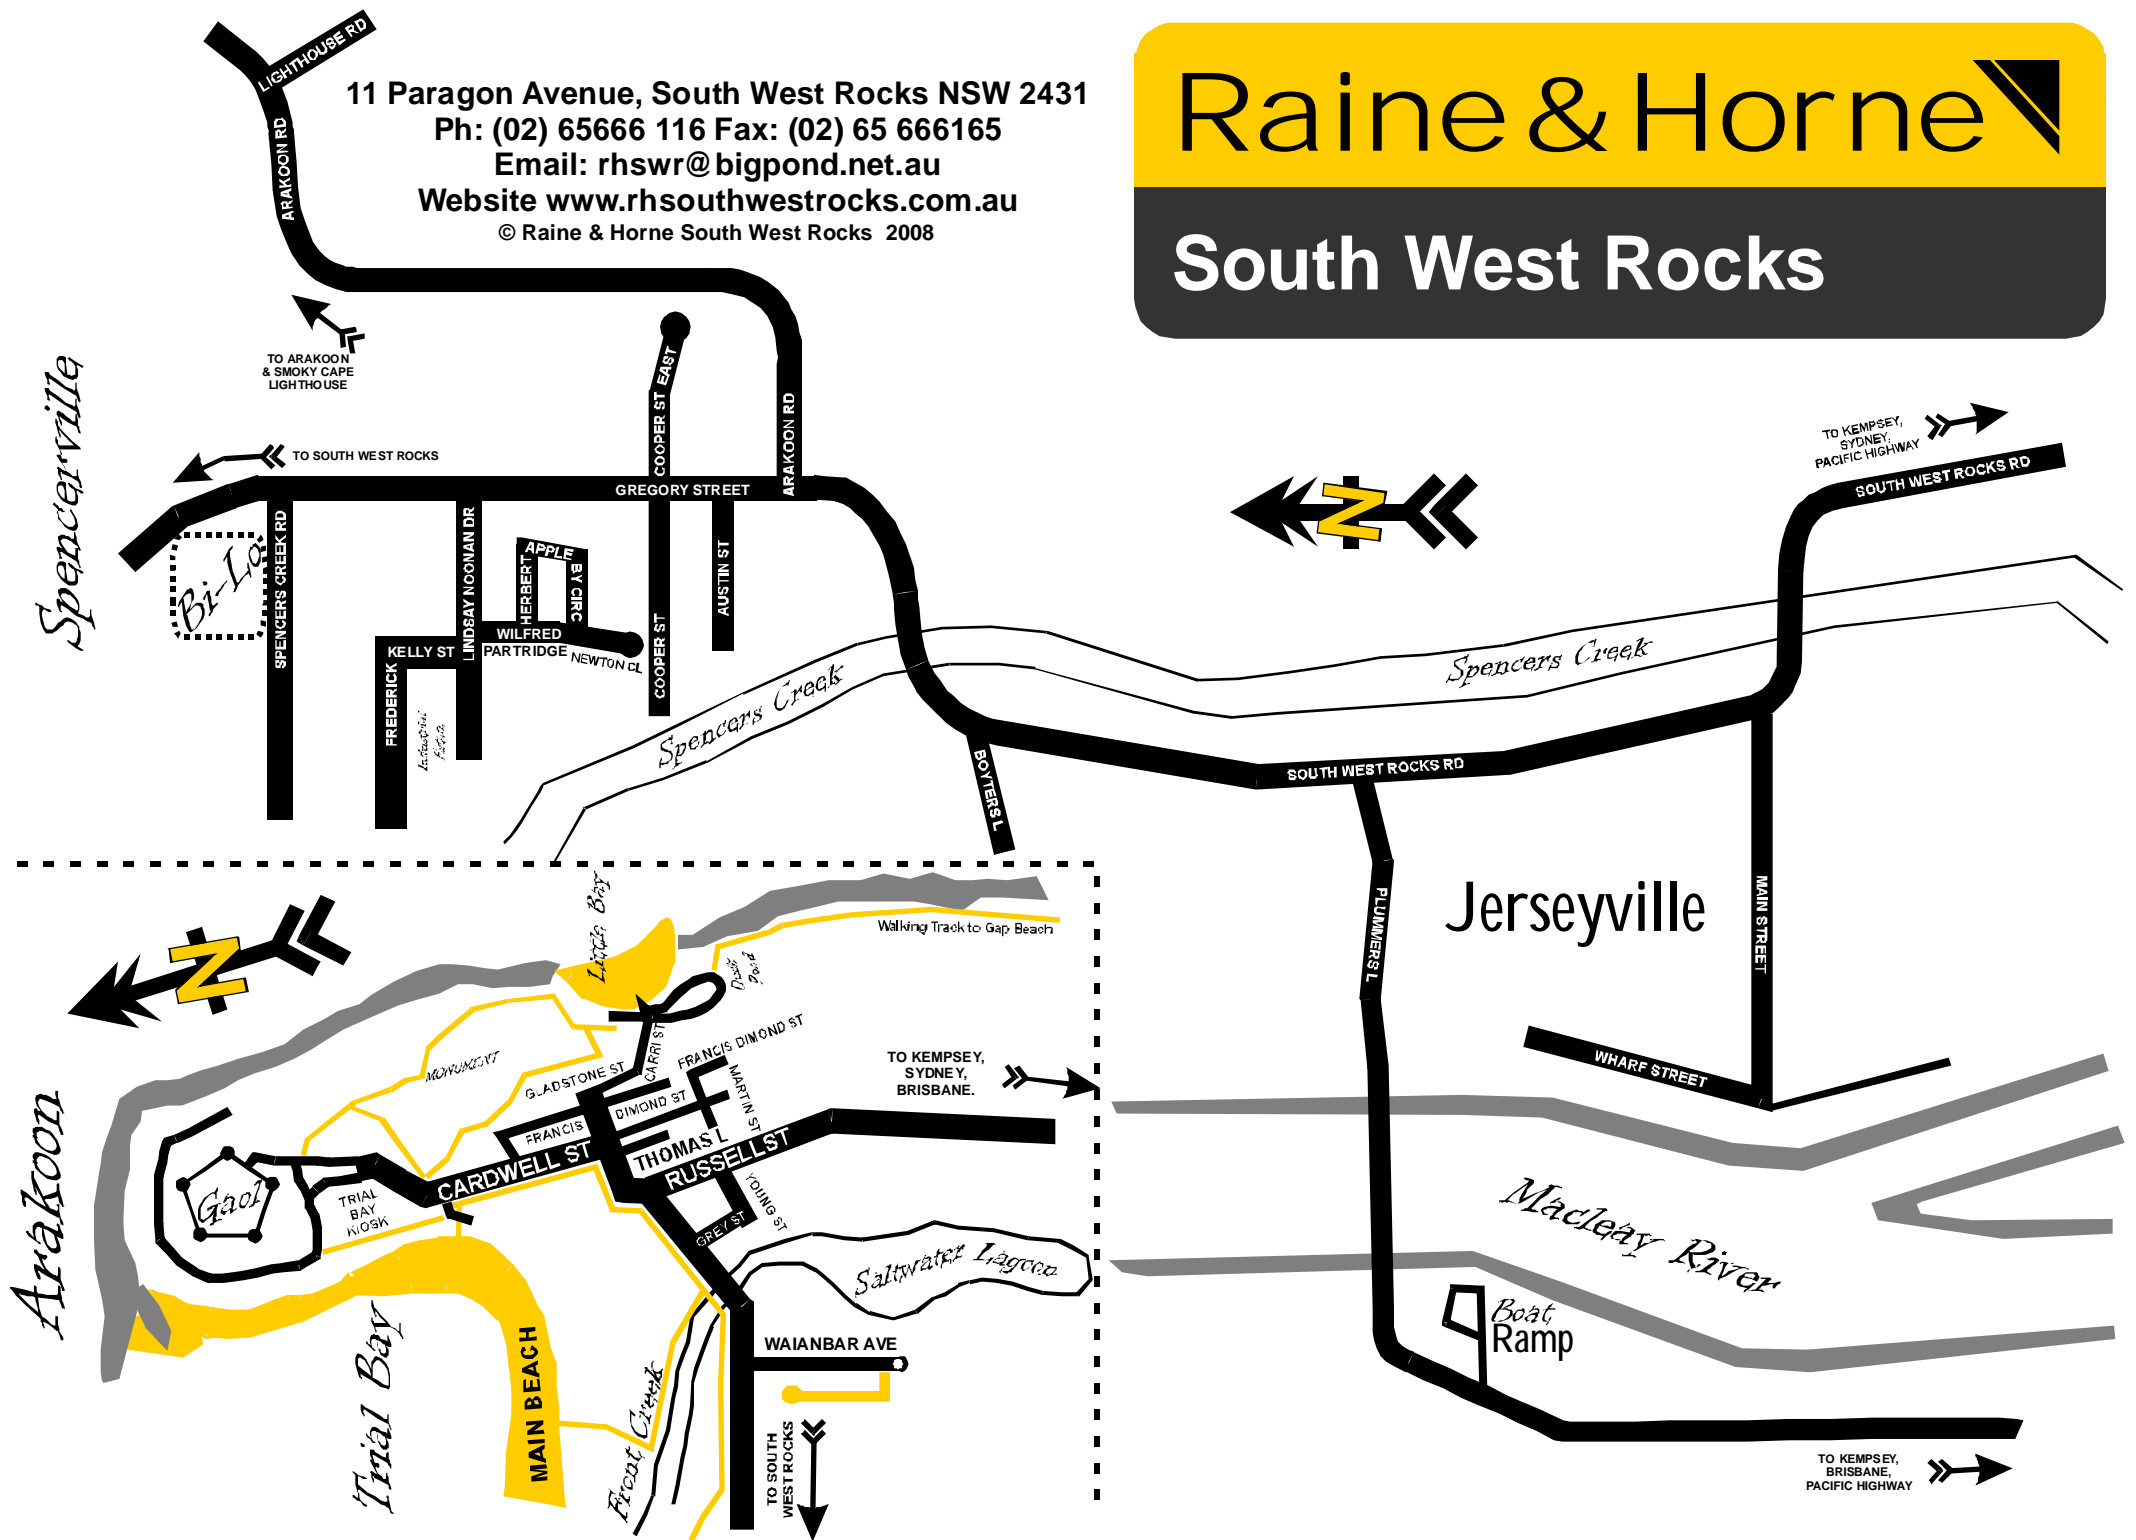 LIGHTHOUSE RD
ARAKOON RD
11 Paragon Avenue, South West Rocks NSW 2431
Ph: (02) 65666 116 Fax: (02) 65 666165
Email: rhswr@bigpond.net.au
Website www.rhsouthwestrocks.com.au
© Raine & Horne South West Rocks 2008
Raine & Horne
South West Rocks
TO ARAKOON
& SMOKY CAPE
LIGHTHOUSE
Spencerville
TO SOUTH WEST ROCKS
COOPER ST EAST
ARAKOON RD
GREGORY STREET
TO KEMPSEY,
SYDNEY,
PACIFIC HIGHWAY
SOUTH WEST ROCKS RD
N
Bi-Lo
SPENCERS CREEK RD
LINDSAY NOONAN DR
HERBERT
APPLE
BY CIRC
WILFRED
PARTRIDGE
NEWTON CL
KELLY ST
FREDERICK
COOPER ST
AUSTIN ST
Spencers Creek
Spencers Creek
BOYTERS L
SOUTH WEST ROCKS RD
PLUMMERS L
Jerseyville
MAIN STREET
WHARF STREET
Macleay River
Boat
Ramp
TO KEMPSEY,
BRISBANE,
PACIFIC HIGHWAY
N
Little Bay
Walking Track to Gap Beach
Duck
Pond
MONUMENT
GLADSTONE ST
CARRI ST
FRANCIS DIMOND ST
MARTIN ST
DIMOND ST
FRANCIS
TO KEMPSEY,
SYDNEY,
BRISBANE.
Arakoon
Gaol
TRIAL
BAY
KIOSK
CARDWELL ST
THOMAS L
RUSSELL ST
YOUNG ST
GREY ST
Saltwater Lagoon
Trial Bay
MAIN BEACH
Front Creek
WAIANBAR AVE
TO SOUTH
WEST ROCKS